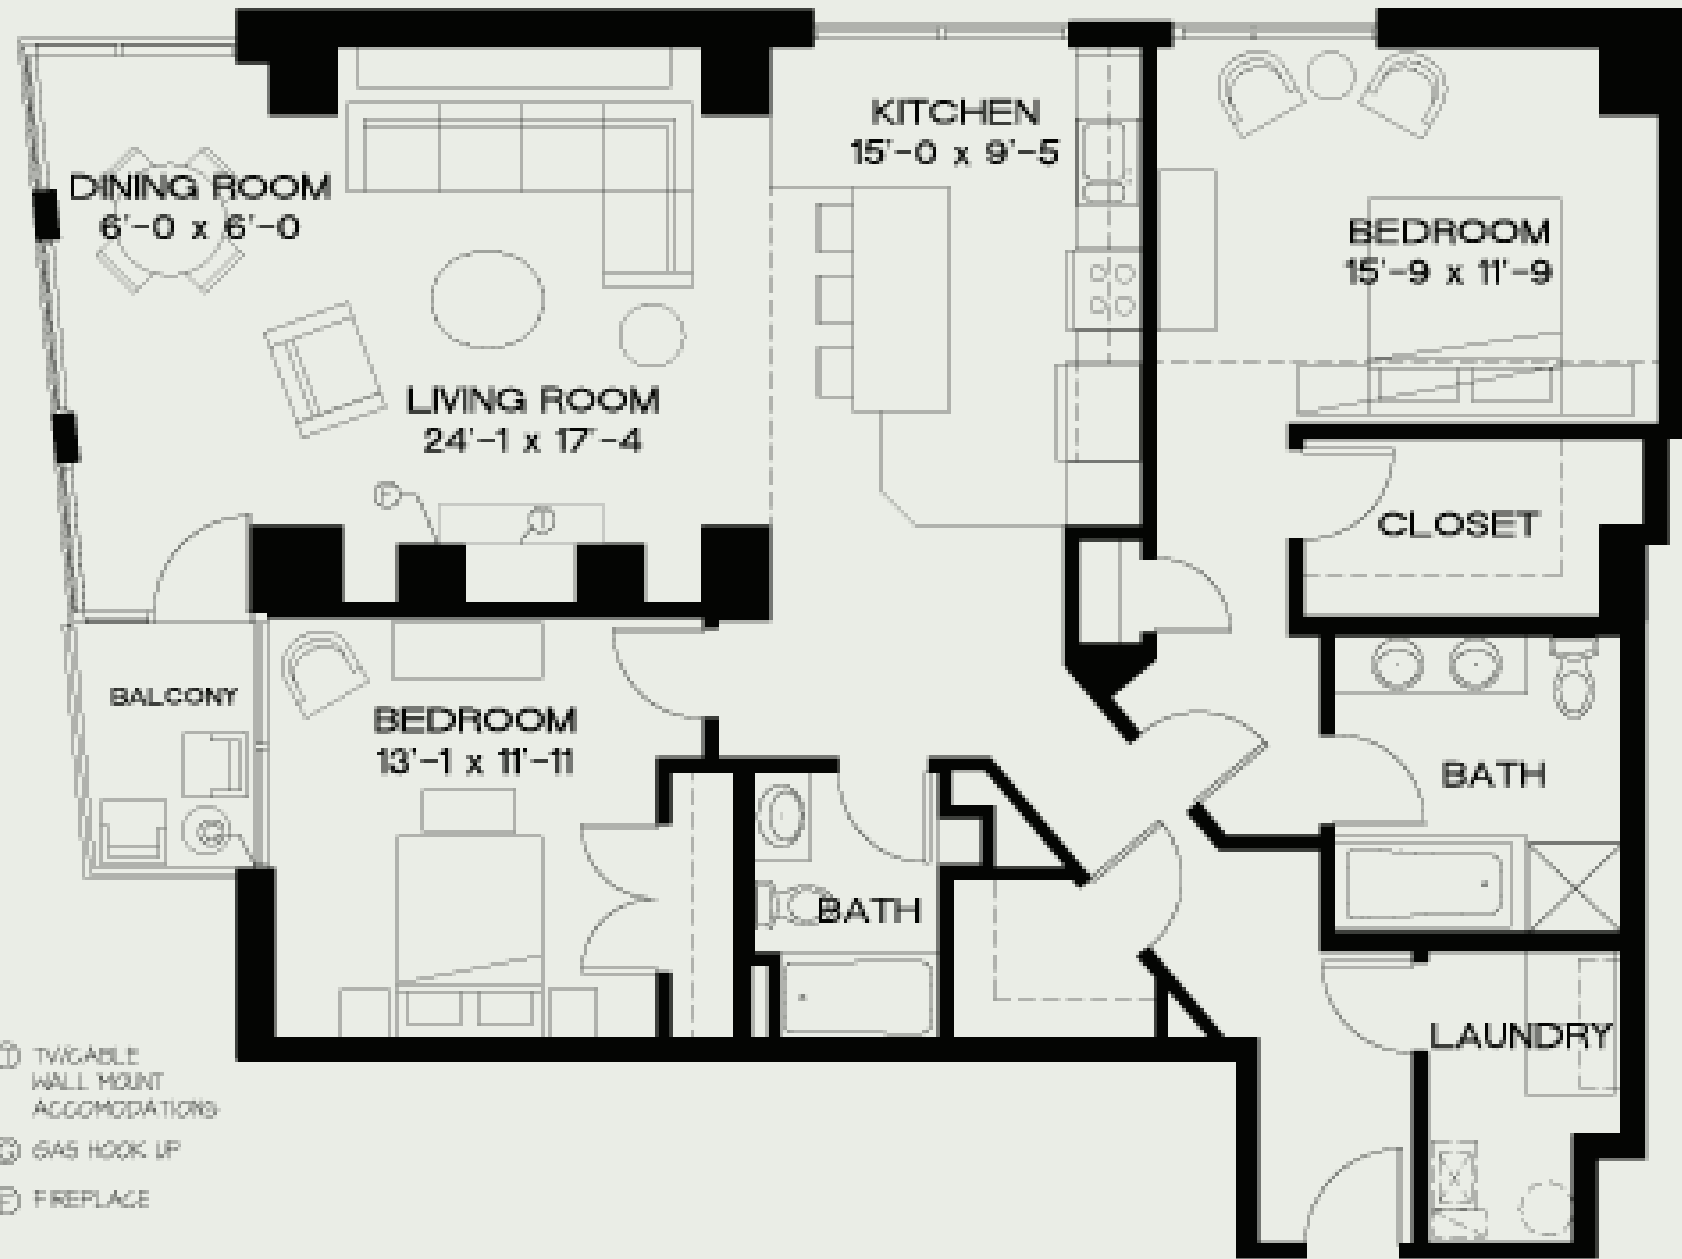 KITCHEN
15'-0 x 9'-5
DINING ROOM
6'-0 x 6'-0
BEDROOM
15'-9 x 11'-9
LIVING ROOM
24'-1 x 17'-4
F
T
CLOSET
BALCONY
BEDROOM
13'-1 x 11'-11
BATH
G
BATH
LAUNDRY
T TV/CABLE
WALL MOUNT
ACCOMODATIONS
G GAS HOOK UP
F FIREPLACE